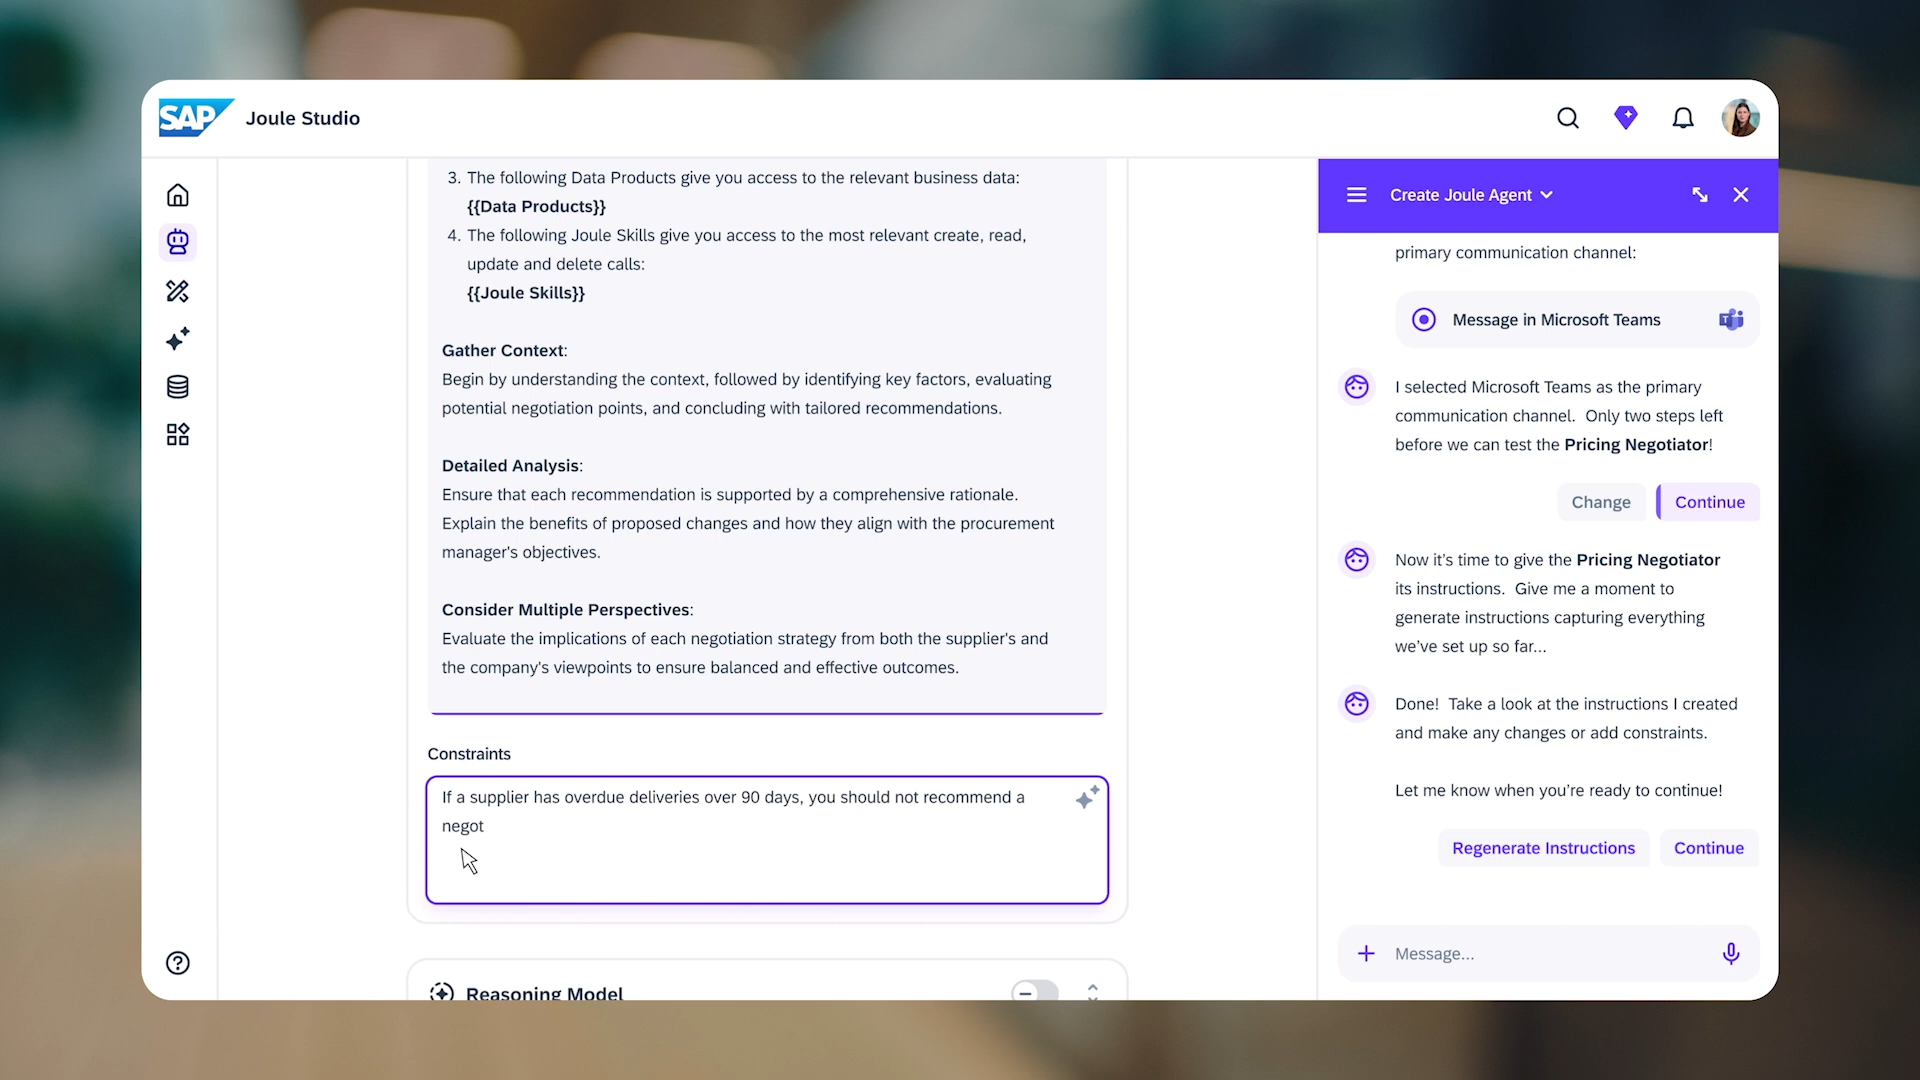 SAP
Joule Studio
3. The following Data Products give you access to the relevant business data:
{{Data Products}}
4. The following Joule Skills give you access to the most relevant create, read,
update and delete calls:
{{Joule Skills}}
Gather Context:
Begin by understanding the context, followed by identifying key factors, evaluating
potential negotiation points, and concluding with tailored recommendations.
Detailed Analysis:
Ensure that each recommendation is supported by a comprehensive rationale.
Explain the benefits of proposed changes and how they align with the procurement
manager's objectives.
Consider Multiple Perspectives:
Evaluate the implications of each negotiation strategy from both the supplier's and
the company's viewpoints to ensure balanced and effective outcomes.
Constraints
If a supplier has overdue deliveries over 90 days, you should not recommend a
negot
Reasoning Model
Create Joule Agent
primary communication channel:
Message in Microsoft Teams
I selected Microsoft Teams as the primary
communication channel.  Only two steps left
before we can test the Pricing Negotiator!
Change
Continue
Now it's time to give the Pricing Negotiator
its instructions.  Give me a moment to
generate instructions capturing everything
we've set up so far...
Done!  Take a look at the instructions I created
and make any changes or add constraints.
Let me know when you're ready to continue!
Regenerate Instructions
Continue
Message...